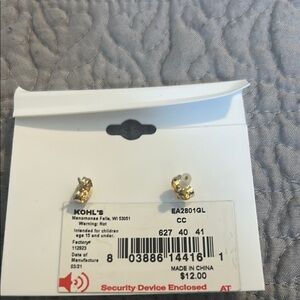 KOHL'S
Menomonee Falls, WI 53051
Warning: Not
Intended for children
age 15 and under.
Factory#
112923
Date of
Manufacture
03/21
EA2801GL
CC
627 40 41
8 03886 14416 1
MADE IN CHINA
$12.00
Security Device Enclosed
AT